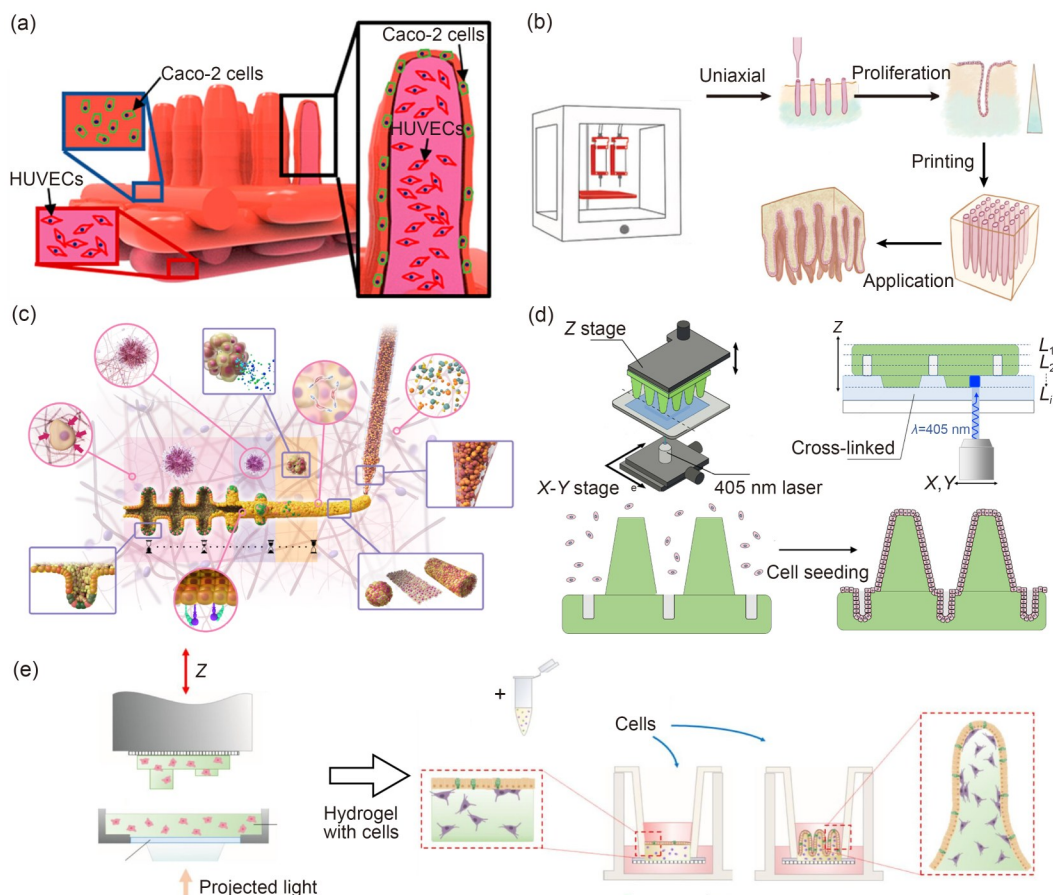 (a)
Caco-2 cells
Caco-2 cells
HUVECs
HUVECs
(b)
Uniaxial
Proliferation
Printing
Application
(c)
(d)
Z stage
Z
L1
L2
Li
λ=405 nm
Cross-linked
X-Y stage
e
405 nm laser
X, Y
Cell seeding
(e)
Z
+
Cells
Hydrogel
with cells
Projected light